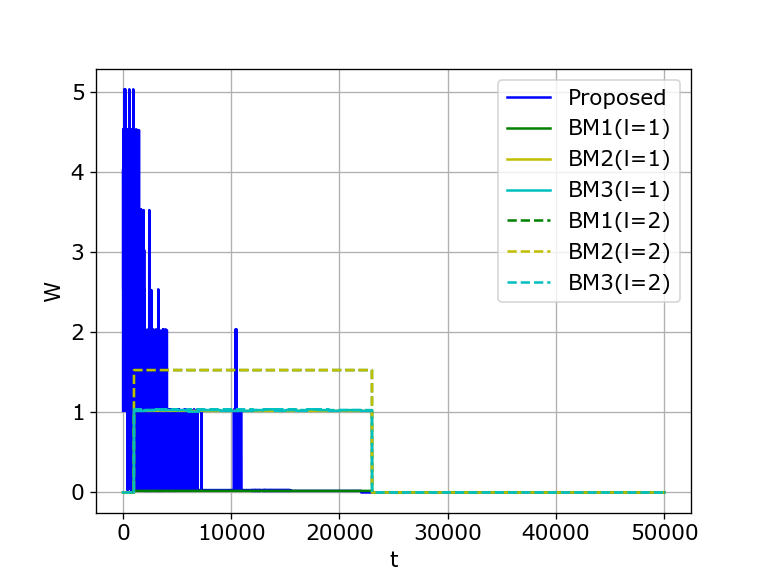 5
4
3
2
1
0
W
0
10000
20000
30000
40000
50000
t
Proposed
BM1(l=1)
BM2(l=1)
BM3(l=1)
BM1(l=2)
BM2(l=2)
BM3(l=2)